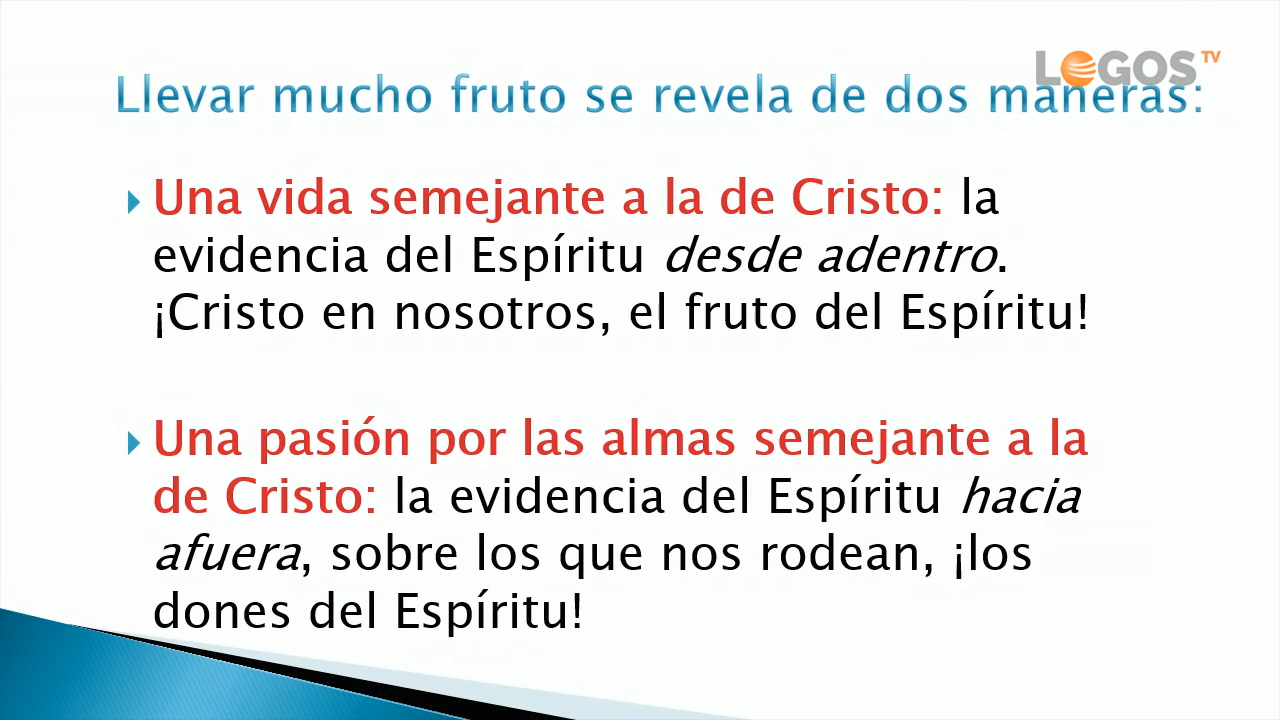 LOGOS TV
Llevar mucho fruto se revela de dos maneras:
Una vida semejante a la de Cristo: la
evidencia del Espíritu desde adentro.
¡Cristo en nosotros, el fruto del Espíritu!
Una pasión por las almas semejante a la
de Cristo: la evidencia del Espíritu hacia
afuera, sobre los que nos rodean, ¡los
dones del Espíritu!